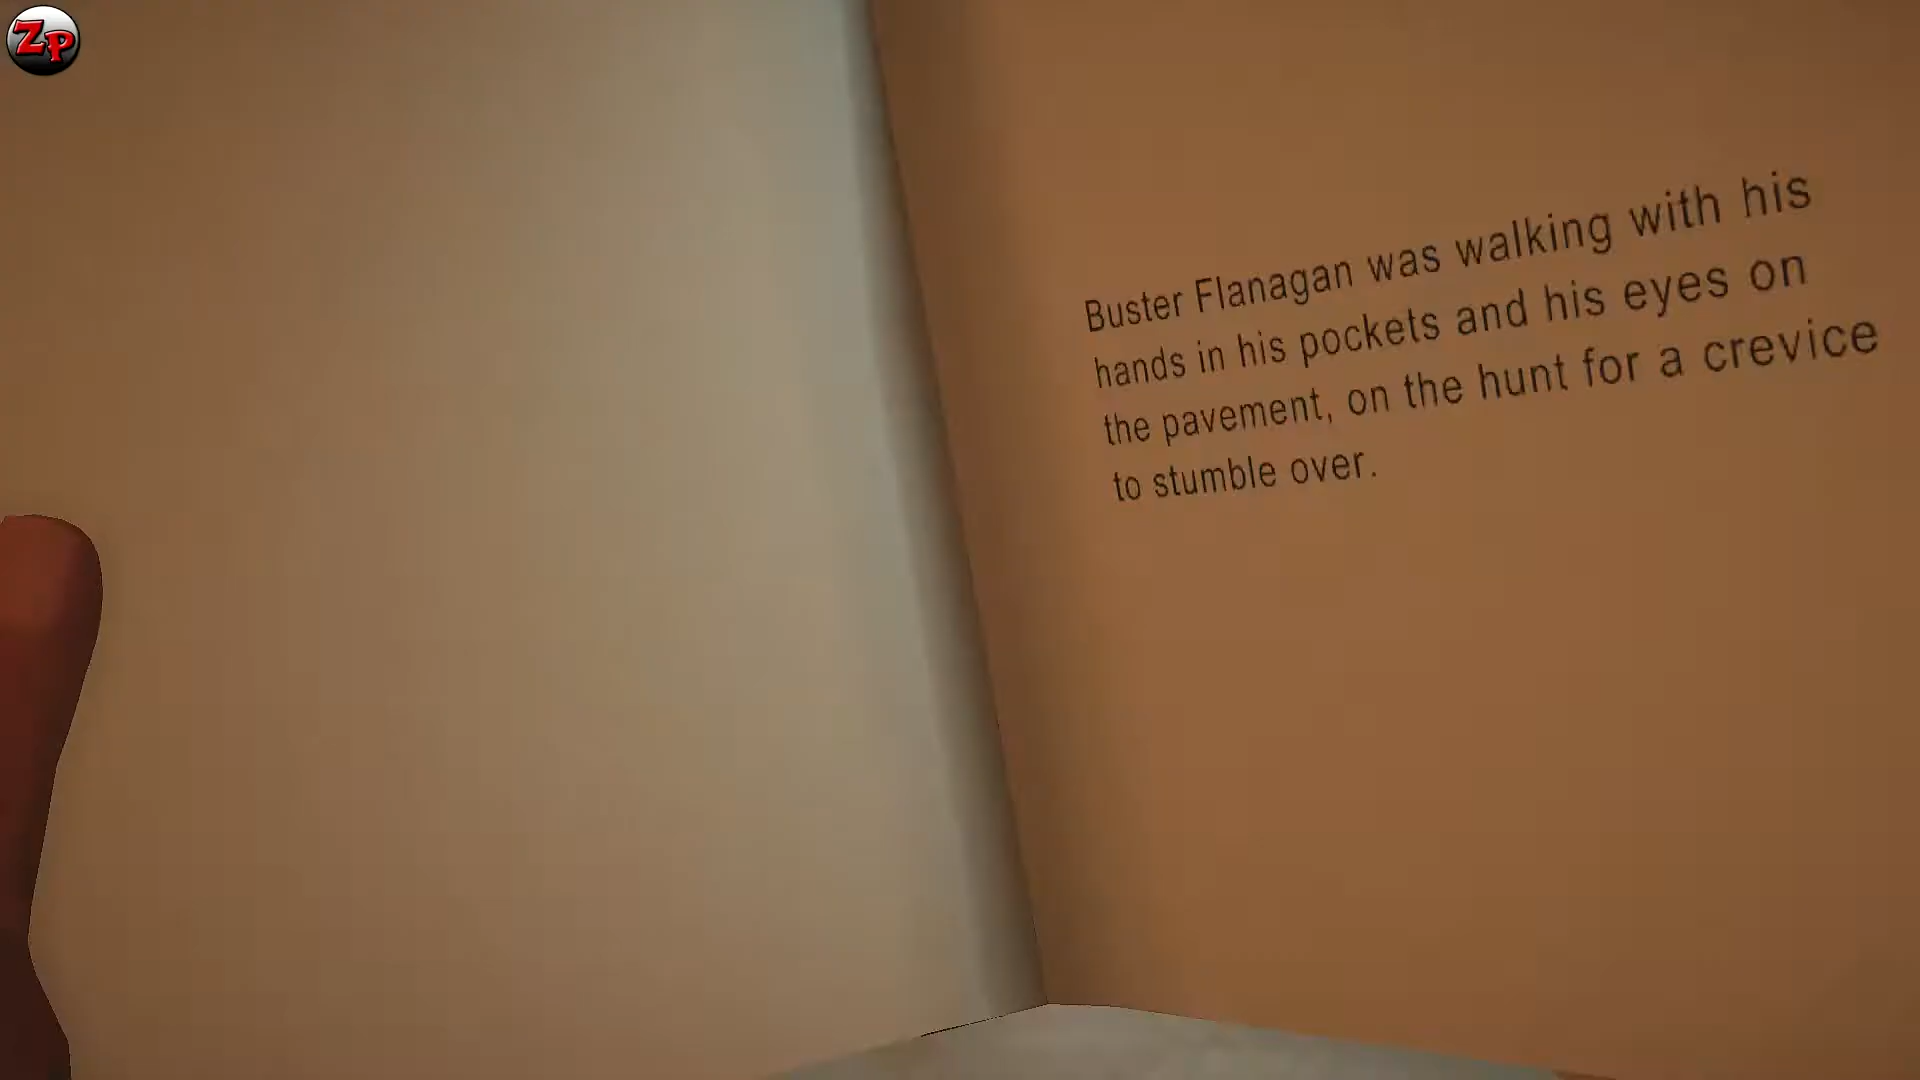 ZP
Buster Flanagan was walking with his
hands in his pockets and his eyes on
the pavement, on the hunt for a crevice
to stumble over.